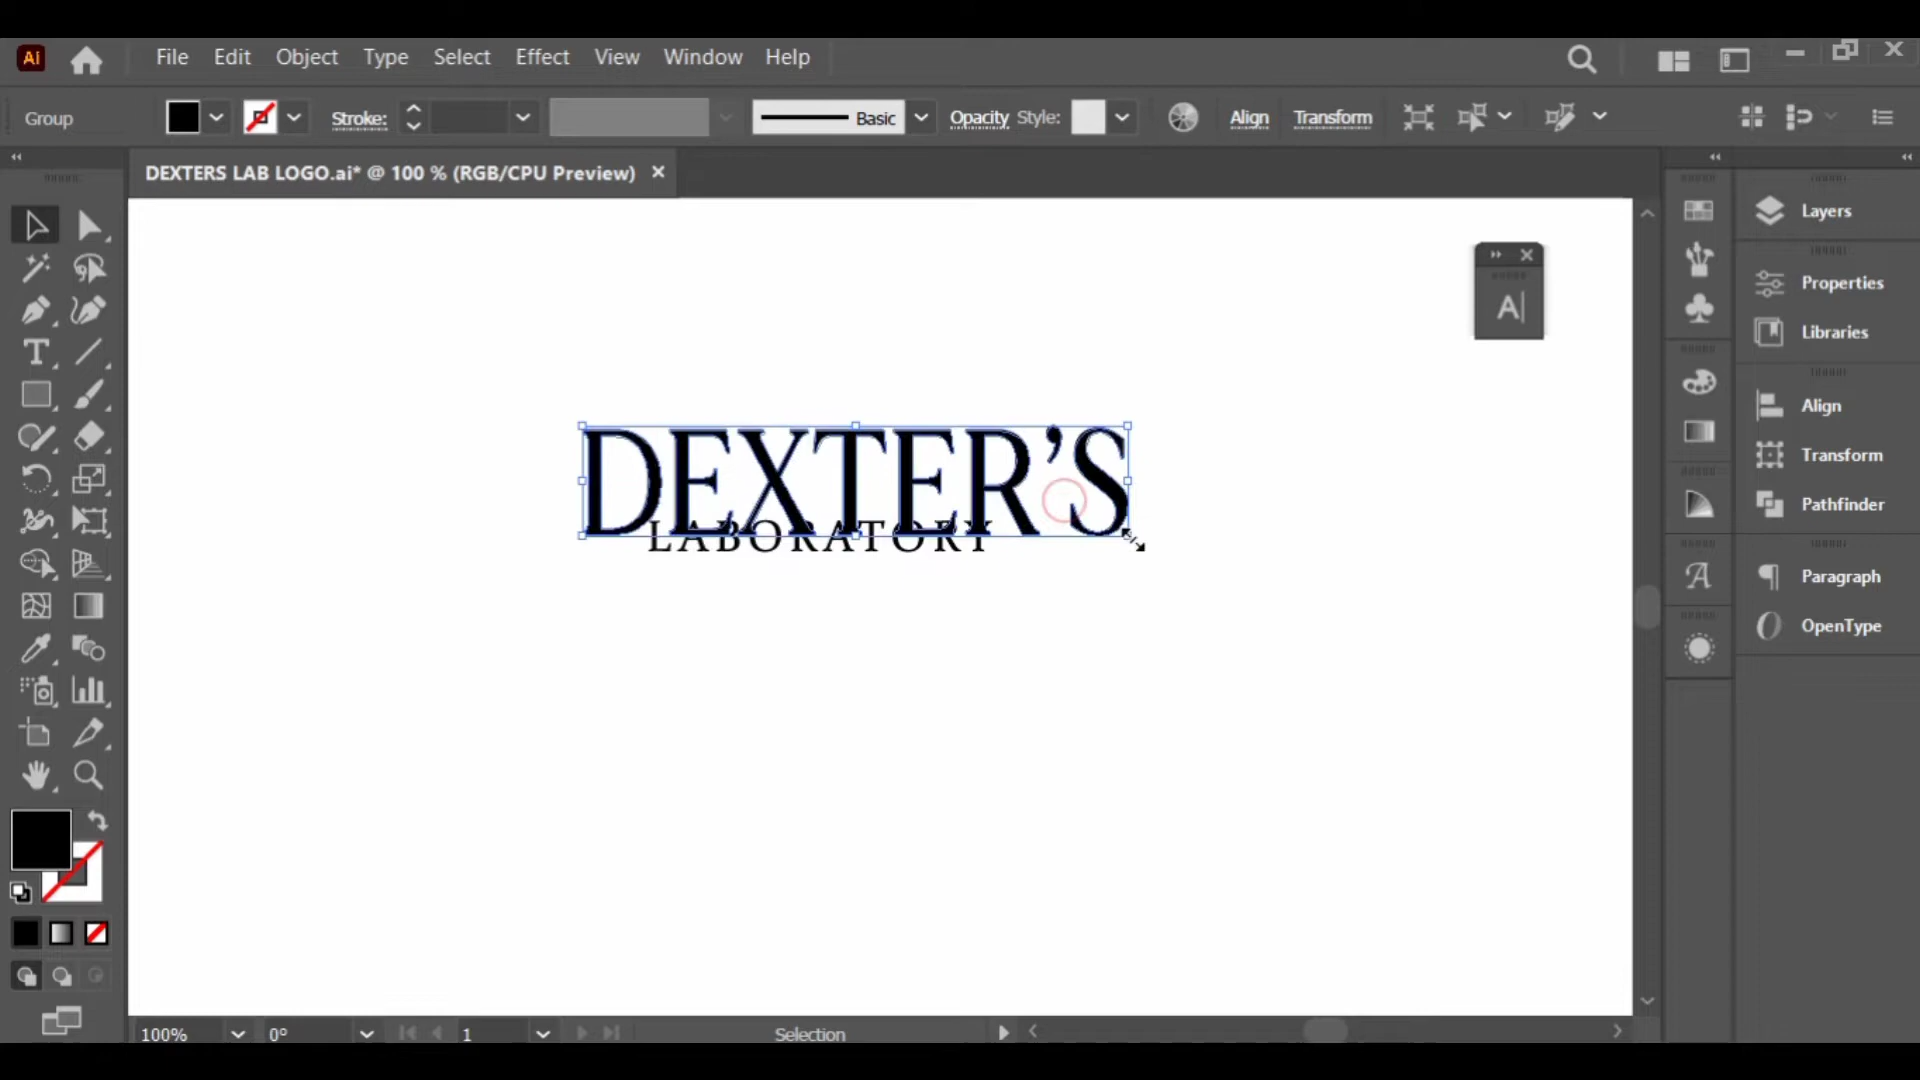 Ai File Edit Object Type Select Effect View Window Help
Group Stroke: Basic Opacity Style: Align Transform
DEXTERS LAB LOGO.ai* @ 100 % (RGB/CPU Preview)
Layers
Properties
Libraries
Align
Transform
Pathfinder
Paragraph
OpenType
A
DEXTER’S
LABORATORY
100% 0° 1 Selection